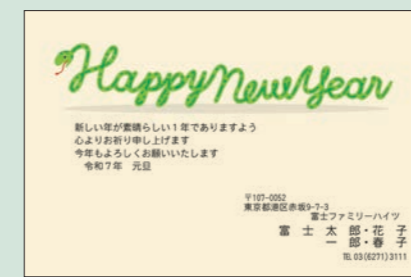 Happy New Year
新しい年が素晴らしい1年でありますよう
心よりお祈り申し上げます
今年もよろしくお願いいたします
令和7年 元旦
〒107-0052
東京都港区赤坂9-7-3
富士ファミリーハイツ
富士太郎・花子
一郎・春子
TEL 03(6271)3111